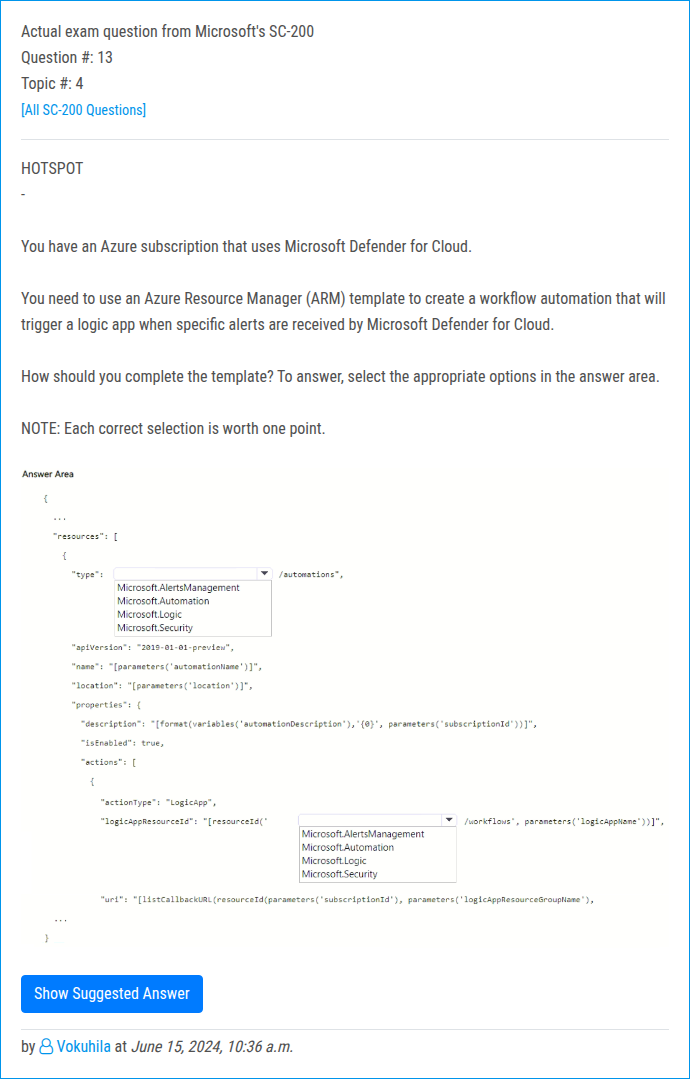 Actual exam question from Microsoft's SC-200
Question #: 13
Topic #: 4
[All SC-200 Questions]
HOTSPOT
-
You have an Azure subscription that uses Microsoft Defender for Cloud.
You need to use an Azure Resource Manager (ARM) template to create a workflow automation that will
trigger a logic app when specific alerts are received by Microsoft Defender for Cloud.
How should you complete the template? To answer, select the appropriate options in the answer area.
NOTE: Each correct selection is worth one point.
Answer Area
{
...
"resources": [
{
"type": /automations",
Microsoft.AlertsManagement
Microsoft.Automation
Microsoft.Logic
Microsoft.Security
"apiVersion": "2019-01-01-preview",
"name": "[parameters('automationName')]",
"location": "[parameters('location')]",
"properties": {
"description": "[format(variables('automationDescription'),'{0}', parameters('subscriptionId'))]",
"isEnabled": true,
"actions": [
{
"actionType": "LogicApp",
"logicAppResourceId": "[resourceId(' /workflows', parameters('logicAppName'))]",
Microsoft.AlertsManagement
Microsoft.Automation
Microsoft.Logic
Microsoft.Security
"uri": "[listCallbackURL(resourceId(parameters('subscriptionId'), parameters('logicAppResourceGroupName'),
...
}
Show Suggested Answer
by Vokuhila at June 15, 2024, 10:36 a.m.